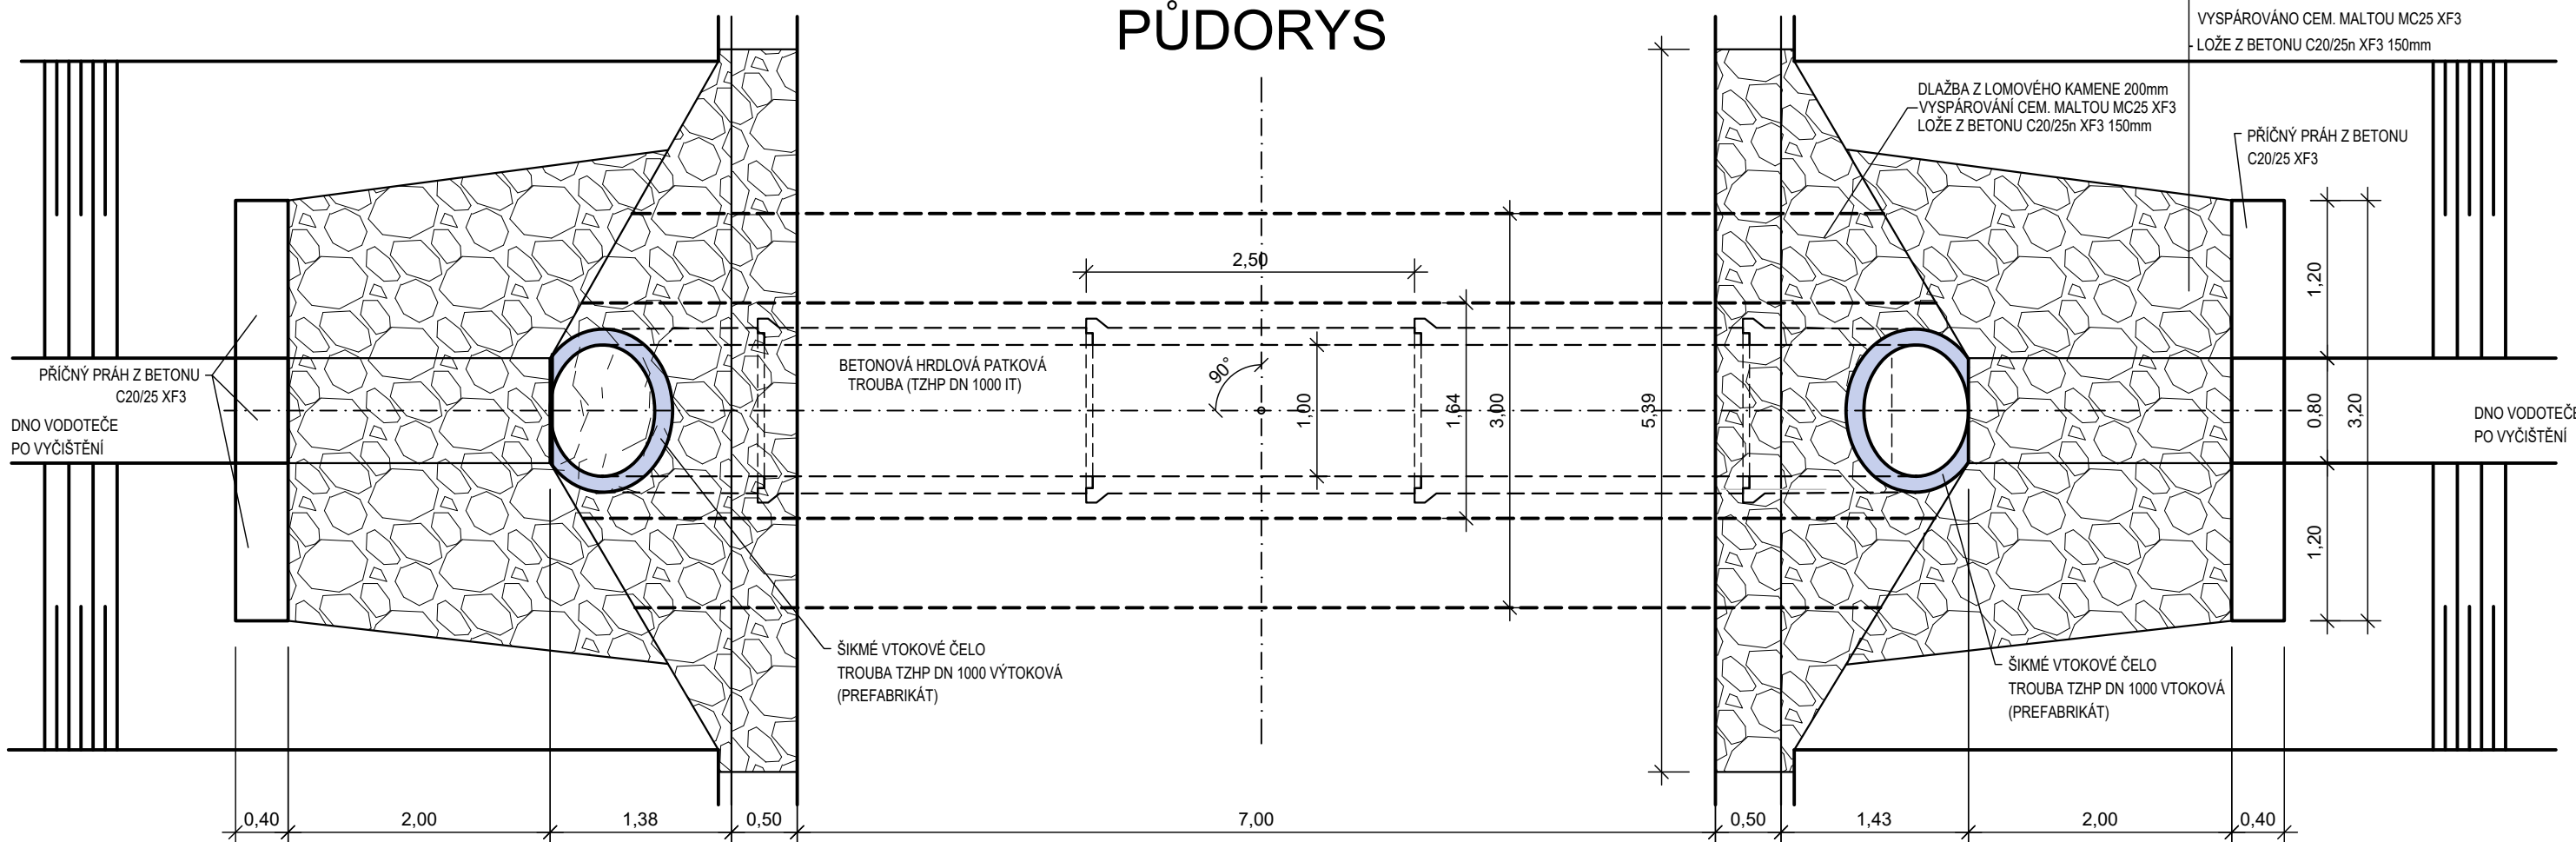 PŮDORYS
VYSPÁROVÁNO CEM. MALTOU MC25 XF3
LOŽE Z BETONU C20/25n XF3 150mm
DLAŽBA Z LOMOVÉHO KAMENE 200mm
VYSPÁROVÁNÍ CEM. MALTOU MC25 XF3
LOŽE Z BETONU C20/25n XF3 150mm
PŘÍČNÝ PRÁH Z BETONU
C20/25 XF3
2,50
1,20
BETONOVÁ HRDLOVÁ PATKOVÁ
TROUBA (TZHP DN 1000 IT)
90°
1,00
1,64
3,00
5,39
0,80
3,20
PŘÍČNÝ PRÁH Z BETONU
C20/25 XF3
DNO VODOTEČE
PO VYČIŠTĚNÍ
DNO VODOTEČE
PO VYČIŠTĚNÍ
1,20
ŠIKMÉ VTOKOVÉ ČELO
TROUBA TZHP DN 1000 VÝTOKOVÁ
(PREFABRIKÁT)
ŠIKMÉ VTOKOVÉ ČELO
TROUBA TZHP DN 1000 VTOKOVÁ
(PREFABRIKÁT)
0,40
2,00
1,38
0,50
7,00
0,50
1,43
2,00
0,40